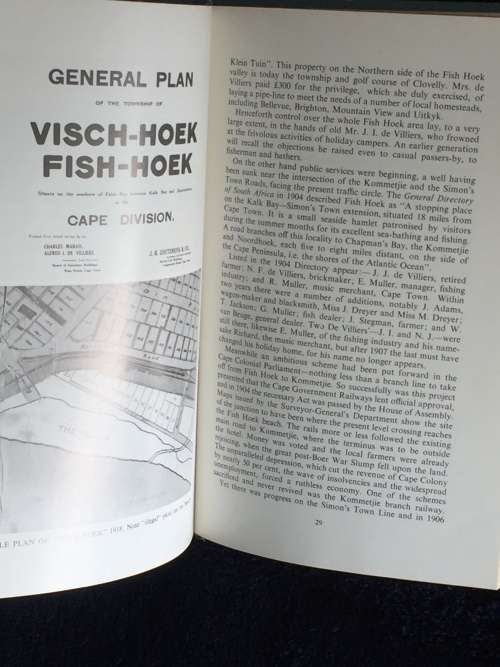 GENERAL PLAN
OF THE TOWNSHIP OF
VISCH-HOEK
FISH-HOEK
CAPE DIVISION.
CHARLES MARAIS,
ALFRED J. DE VILLIERS,
Klein Tuin". This property on the Northern side of the Fish Hoek
valley is today the township and golf course of Clovelly. Mrs. de
Villiers paid £300 for the privilege, which she duly exercised, of
laying a pipe-line to meet the needs of a number of local homesteads,
including Bellevue, Brighton, Mountain View and Uitkyk.
Henceforth control over the whole Fish Hoek area lay, to a very
large extent, in the hands of old Mr. J. I. de Villiers, who frowned
at the frivolous activities of holiday campers. An earlier generation
will recall the objections he raised even to casual passers-by, to
fisherman and bathers.
On the other hand public services were beginning, a well having
been sunk near the intersection of the Kommetjie and the Simon's
Town Roads, facing the present traffic circle. The General Directory
of South Africa in 1904 described Fish Hoek as "A stopping place
on the Kalk Bay—Simon's Town extension, situated 18 miles from
Cape Town. It is a small seaside hamlet patronised by visitors
during the summer months for its excellent sea-bathing and fishing.
A road branches off this locality to Chapman's Bay, the Kommetjie
and Noordhoek, each five to eight miles distant, on the side of
the Cape Peninsula, i.e. the shores of the Atlantic Ocean".
Listed in the 1904 Directory appear:— J. J. de Villiers, retired
farmer; N. F. de Villiers, brickmaker, E. Muller, manager, fishing
industry and R. Muller, music merchant, Cape Town. Within
two years there were a number of additions, notably J. Adams,
wagon-maker and blacksmith, Miss J. Dreyer and Miss M. Dreyer;
T. Jackson; G. Muller; fish dealer; J. Stegman, farmer; and W.
van Breige, general dealer. Two De Villiers'—J. I. and N. J.—were
still there, likewise E. Muller, of the fishing industry and his name-
sake Richard, the music merchant, but after 1907 the last must have
changed his holiday home, for his name no longer appears.
Meanwhile an ambitious scheme had been put forward in the
Cape Colonial Parliament—nothing less than a branch line to take
off from Fish Hoek to Kommetjie. So successfully was this project
presented that the Cape Government Railways lent official approval,
and in 1904 the necessary Act was passed by the House of Assembly.
Maps issued by the Surveyor-General's Department show the site
of the junction to have been where the present level crossing reaches
the Fish Hoek beach. The rails more or less followed the existing
main road to Kommetjie, where the terminus was to be outside
the hotel. Money was voted and the local farmers were already
rejoicing, when the great post-Boer War Slump fell upon the land.
The unparalleled depression, which cut the revenue of Cape Colony
by nearly 50 per cent, the wave of insolvencies and the widespread
unemployment, forced a ruthless economy. One of the schemes
sacrificed and never revived was the Kommetjie branch railway.
Yet there was progress on the Simon's Town Line and in 1906
29